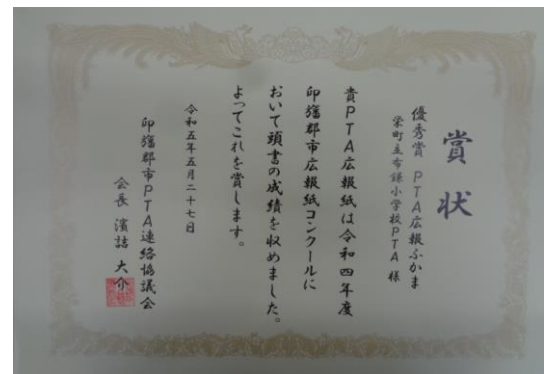 賞状
優秀賞 PTA広報ふかま
栄町立布鎌小学校PTA 様
貴PTA広報紙は令和四年度
印旛郡市広報紙コンクールに
おいて頭書の成績を収めました。
よってこれを賞します。
令和五年五月二十七日
印旛郡市PTA連絡協議会
会長 濱詰 大介